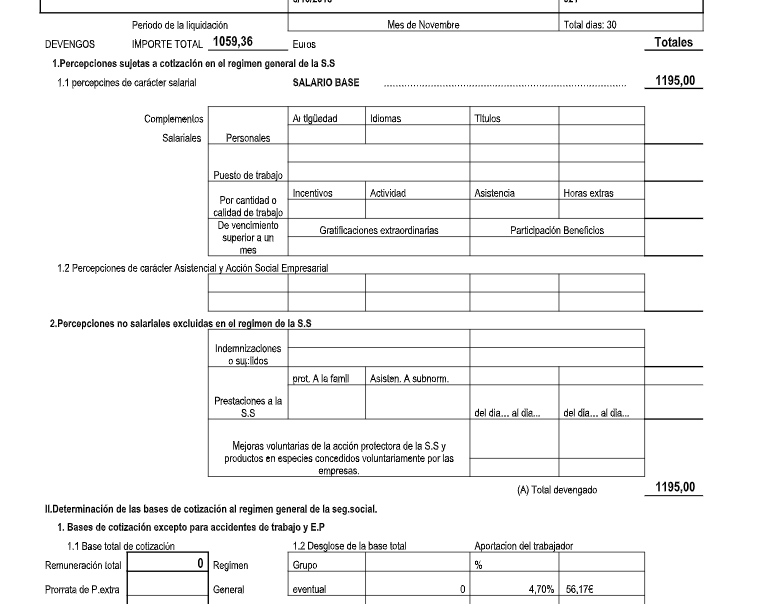 Periodo de la liquidación Mes de Noviembre Total dias: 30
DEVENGOS IMPORTE TOTAL 1059,36 Euros Totales
1.Percepciones sujetas a cotización en el regimen general de la S.S
1.1 percepcines de carácter salarial SALARIO BASE ........................................................................ 1195,00
Complementos Antigüedad Idiomas Títulos
Salariales Personales
Puesto de trabajo
Incentivos Actividad Asistencia Horas extras
Por cantidad o
calidad de trabajo
De vencimiento
superior a un
mes
Gratificaciones extraordinarias Participación Beneficios
1.2 Percepciones de carácter Asistencial y Acción Social Empresarial
2.Percepciones no salariales excluidas en el regimen de la S.S
Indemnizaciones
o suplidos
prot. A la famil Asisten. A subnorm.
Prestaciones a la
S.S del dia... al dia... del dia... al dia...
Mejoras voluntarias de la acción protectora de la S.S y
productos en especies concedidos voluntariamente por las
empresas.
(A) Total devengado 1195,00
II.Determinación de las bases de cotización al regimen general de la seg.social.
1. Bases de cotización excepto para accidentes de trabajo y E.P
1.1 Base total de cotización 1.2 Desglose de la base total Aportacion del trabajador
Remuneración total 0 Regimen Grupo %
Prorrata de P.extra General eventual 0 4,70% 56,17€